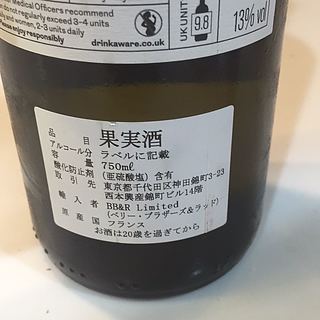 Medical Officers recommend
do not regularly exceed 3-4 units
daily and women, 2-3 units daily
enjoy responsibly
drinkaware.co.uk
UK UNITS
9.8
13% vol
品 目 果実酒
アルコール分 ラベルに記載
容 量 750mℓ
酸化防止剤 (亜硫酸塩) 含有
取 引 先 東京都千代田区神田錦町3-23
西本興産錦町ビル14階
輸 入 者 BB&R Limited
(ベリー・ブラザーズ&ラッド)
原 産 国 フランス
お酒は20歳を過ぎてから